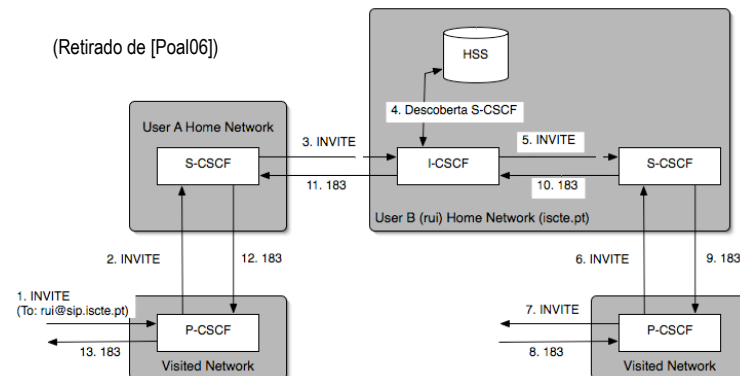 (Retirado de [Poal06])
HSS
4. Descoberta S-CSCF
User A Home Network
3. INVITE
5. INVITE
S-CSCF
I-CSCF
S-CSCF
11. 183
10. 183
User B (rui) Home Network (iscte.pt)
2. INVITE
12. 183
6. INVITE
9. 183
1. INVITE
(To: rui@sip.iscte.pt)
7. INVITE
P-CSCF
P-CSCF
13. 183
8. 183
Visited Network
Visited Network